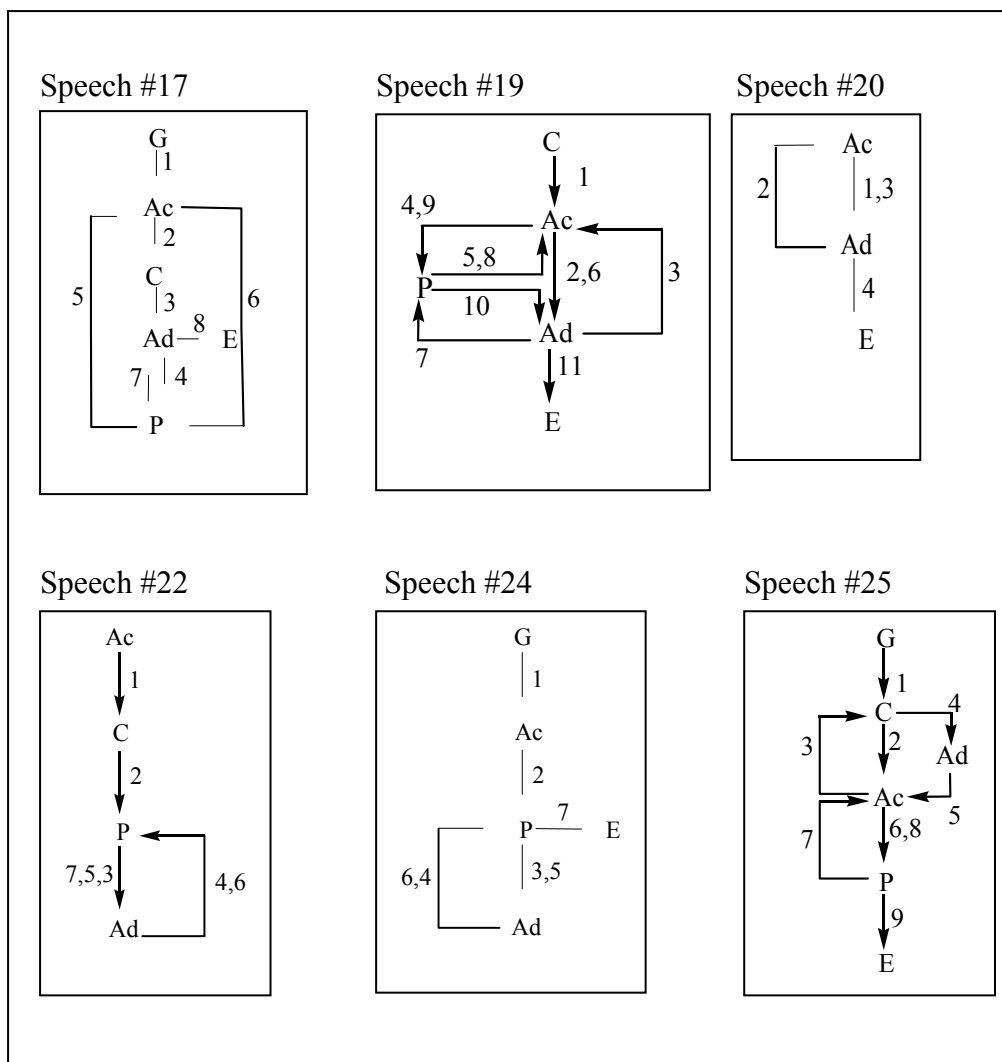 Speech #17
G
1
Ac
2
C
5
3
6
Ad
8
E
7
4
P
Speech #19
C
1
4,9
Ac
5,8
2,6
3
P
10
Ad
7
11
E
Speech #20
Ac
2
1,3
Ad
4
E
Speech #22
Ac
1
C
2
P
7,5,3
4,6
Ad
Speech #24
G
1
Ac
2
P
7
E
6,4
3,5
Ad
Speech #25
G
1
C
4
3
2
Ad
Ac
5
7
6,8
P
9
E